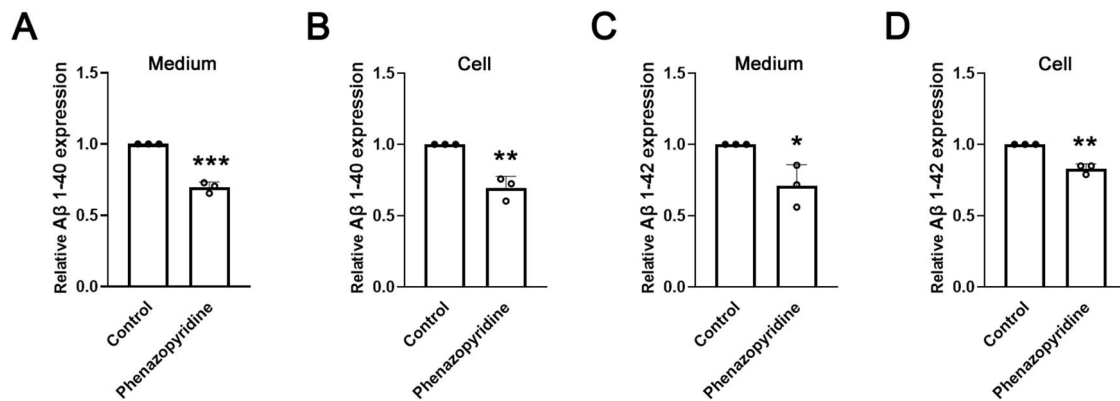 A
Medium
Relative Aβ 1-40 expression
1.5
1.0
0.5
0.0
***
Control
Phenazopyridine
B
Cell
Relative Aβ 1-40 expression
1.5
1.0
0.5
0.0
**
Control
Phenazopyridine
C
Medium
Relative Aβ 1-42 expression
1.5
1.0
0.5
0.0
*
Control
Phenazopyridine
D
Cell
Relative Aβ 1-42 expression
1.5
1.0
0.5
0.0
**
Control
Phenazopyridine